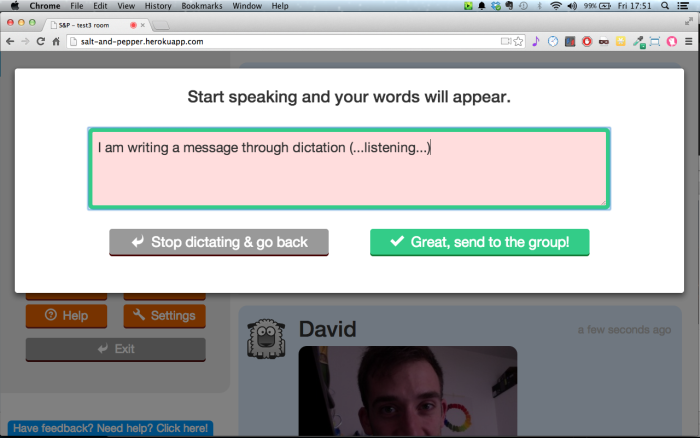 Chrome File Edit View History Bookmarks Window Help
99% Fri 17:51
S&P - test3 room
salt-and-pepper.herokuapp.com
Start speaking and your words will appear.
I am writing a message through dictation (...listening...)
Stop dictating & go back
Great, send to the group!
Help
Settings
Exit
David
a few seconds ago
Have feedback? Need help? Click here!